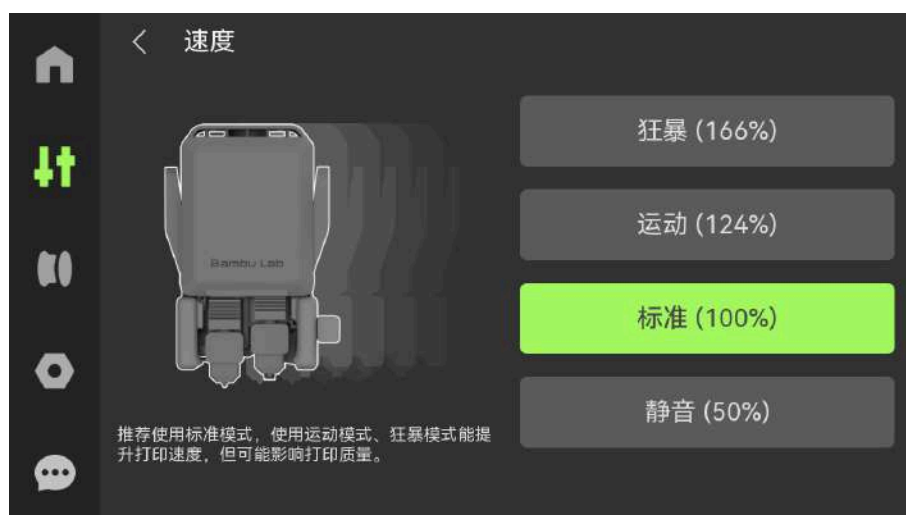 速度
狂暴 (166%)
运动 (124%)
Bambu Lab
标准 (100%)
静音 (50%)
推荐使用标准模式，使用运动模式、狂暴模式能提
升打印速度，但可能影响打印质量。